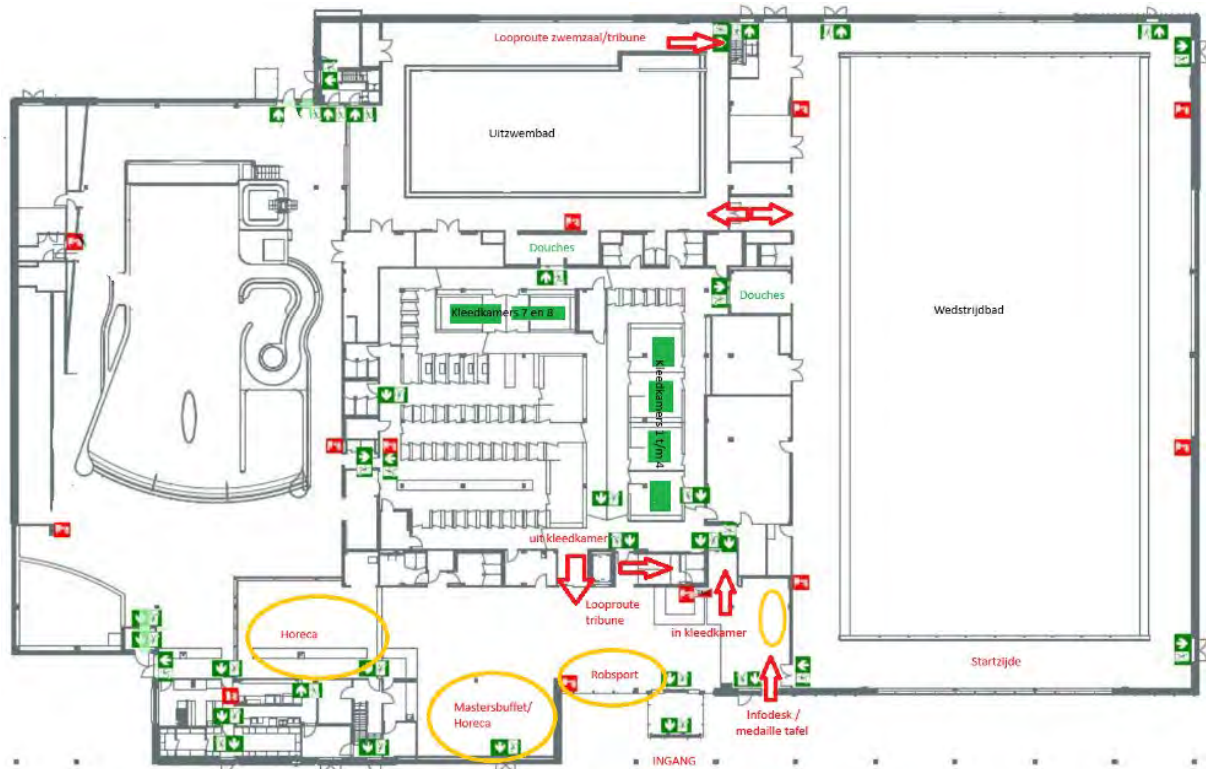 Looproute zwemzaal/tribune
Uitzwembad
Douches
Douches
Kleedkamers 7 en 8
Wedstrijdbad
Kleedkamers 1 t/m 4
uit kleedkamer
Looproute
tribune
in kleedkamer
Horeca
Robsport
Startzijde
Mastersbuffet/
Horeca
Infodesk /
medaille tafel
INGANG